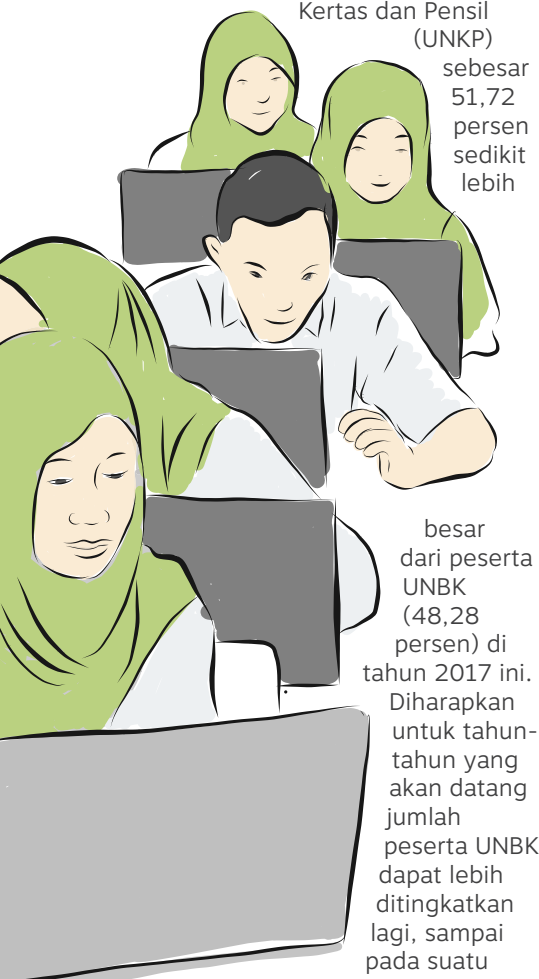 Kertas dan Pensil
(UNKP)
sebesar
51,72
persen
sedikit
lebih
besar
dari peserta
UNBK
(48,28
persen) di
tahun 2017 ini.
Diharapkan
untuk tahun-
tahun yang
akan datang
jumlah
peserta UNBK
dapat lebih
ditingkatkan
lagi, sampai
pada suatu